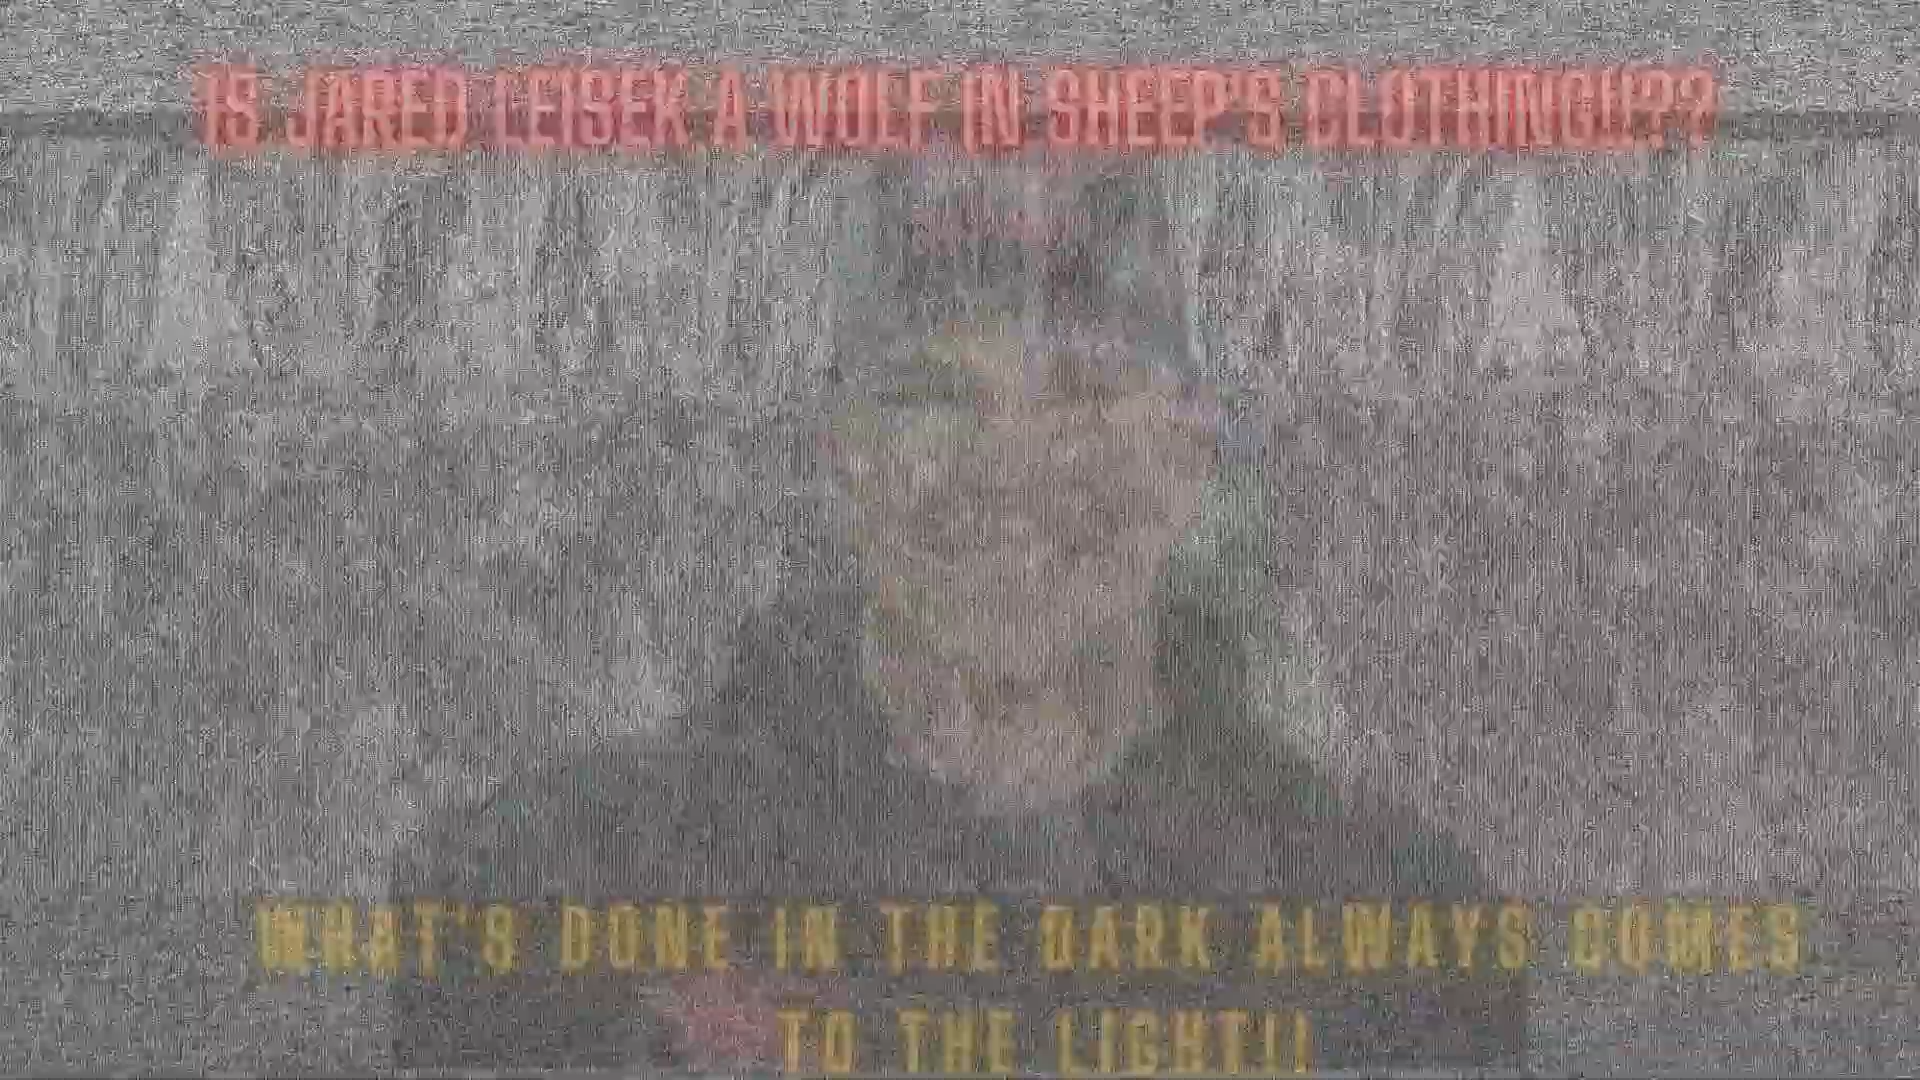 IS JARED LEISEK A WOLF IN SHEEP'S CLOTHING!!??
WHAT'S DONE IN THE DARK ALWAYS COMES
TO THE LIGHT!!